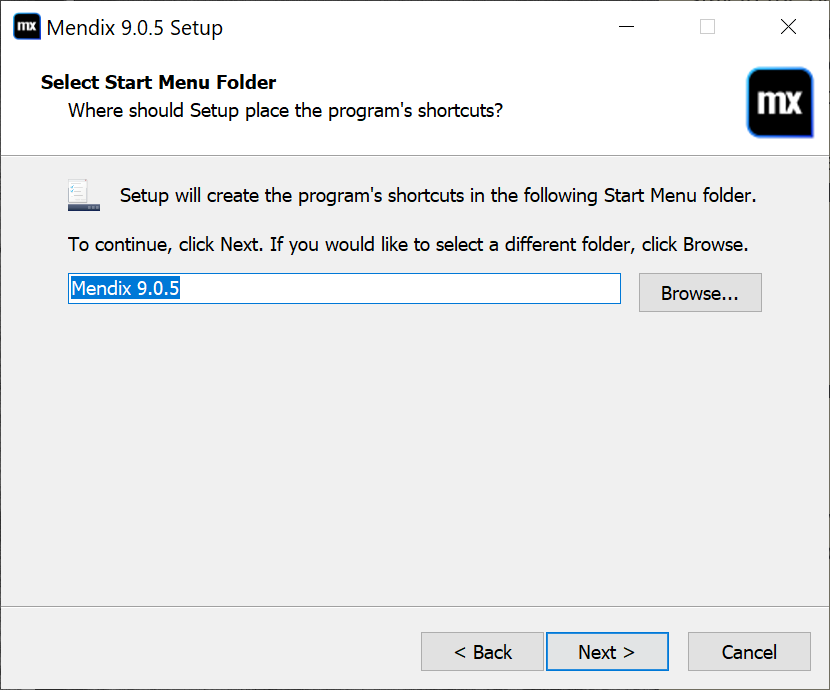 mx Mendix 9.0.5 Setup
Select Start Menu Folder
Where should Setup place the program's shortcuts?
mx
Setup will create the program's shortcuts in the following Start Menu folder.
To continue, click Next. If you would like to select a different folder, click Browse.
Mendix 9.0.5
Browse...
< Back Next > Cancel